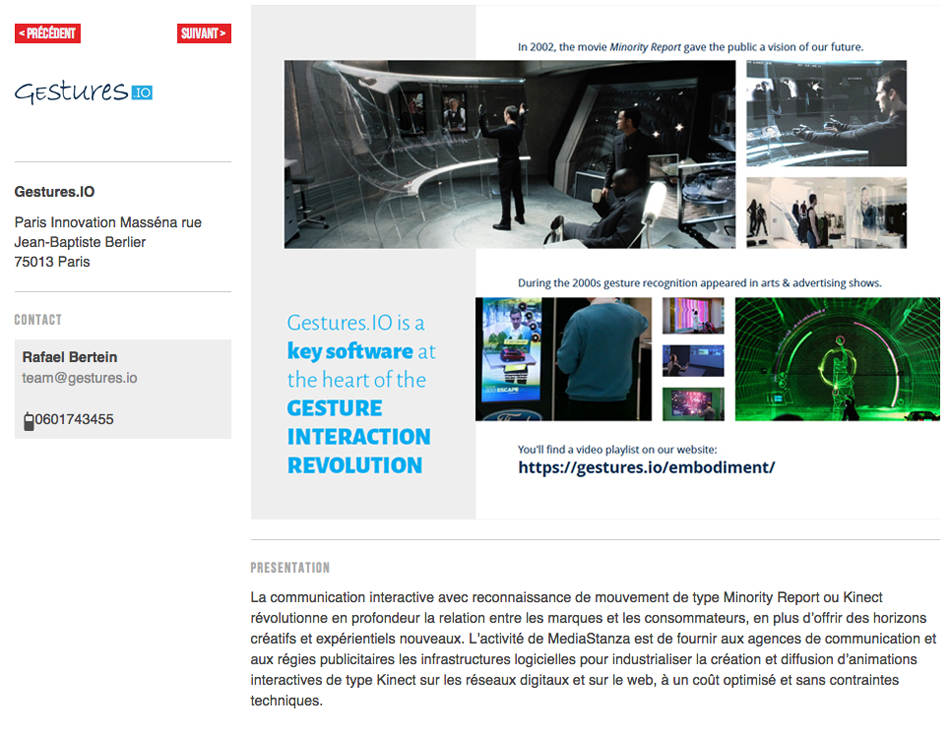 < PRÉCÉDENT
SUIVANT >
GESTURES .IO
Gestures.IO
Paris Innovation Masséna rue
Jean-Baptiste Berlier
75013 Paris
CONTACT
Rafael Bertein
team@gestures.io
0601743455
In 2002, the movie Minority Report gave the public a vision of our future.
During the 2000s gesture recognition appeared in arts & advertising shows.
Gestures.IO is a
key software at
the heart of the
GESTURE
INTERACTION
REVOLUTION
ESCAPE
Ford
You'll find a video playlist on our website:
https://gestures.io/embodiment/
PRESENTATION
La communication interactive avec reconnaissance de mouvement de type Minority Report ou Kinect
révolutionne en profondeur la relation entre les marques et les consommateurs, en plus d'offrir des horizons
créatifs et expérientiels nouveaux. L'activité de MediaStanza est de fournir aux agences de communication et
aux régies publicitaires les infrastructures logicielles pour industrialiser la création et diffusion d'animations
interactives de type Kinect sur les réseaux digitaux et sur le web, à un coût optimisé et sans contraintes
techniques.